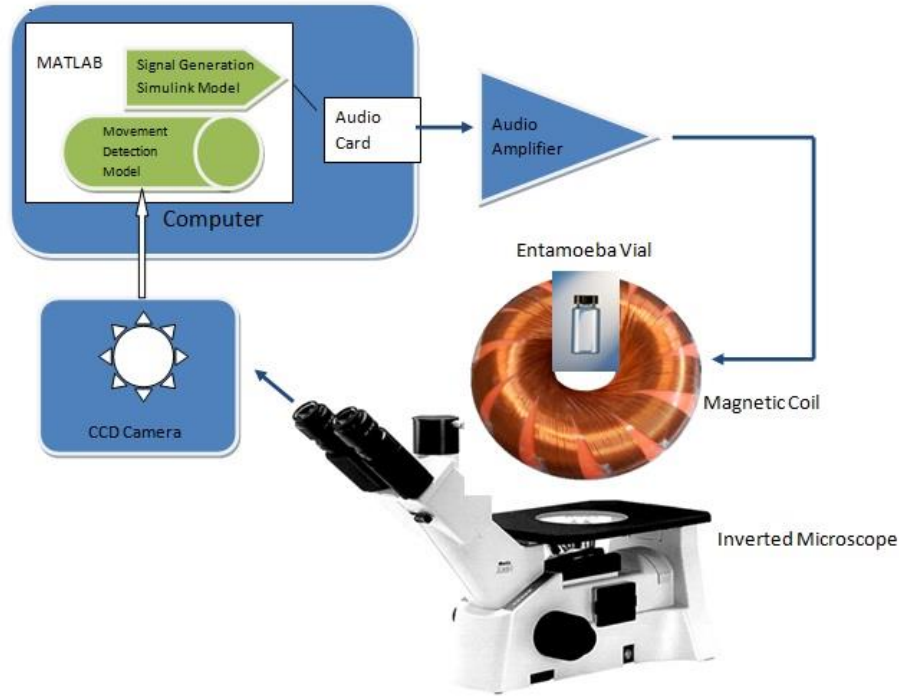 MATLAB
Signal Generation
Simulink Model
Movement
Detection
Model
Computer
Audio
Card
Audio
Amplifier
Entamoeba Vial
Magnetic Coil
CCD Camera
Inverted Microscope